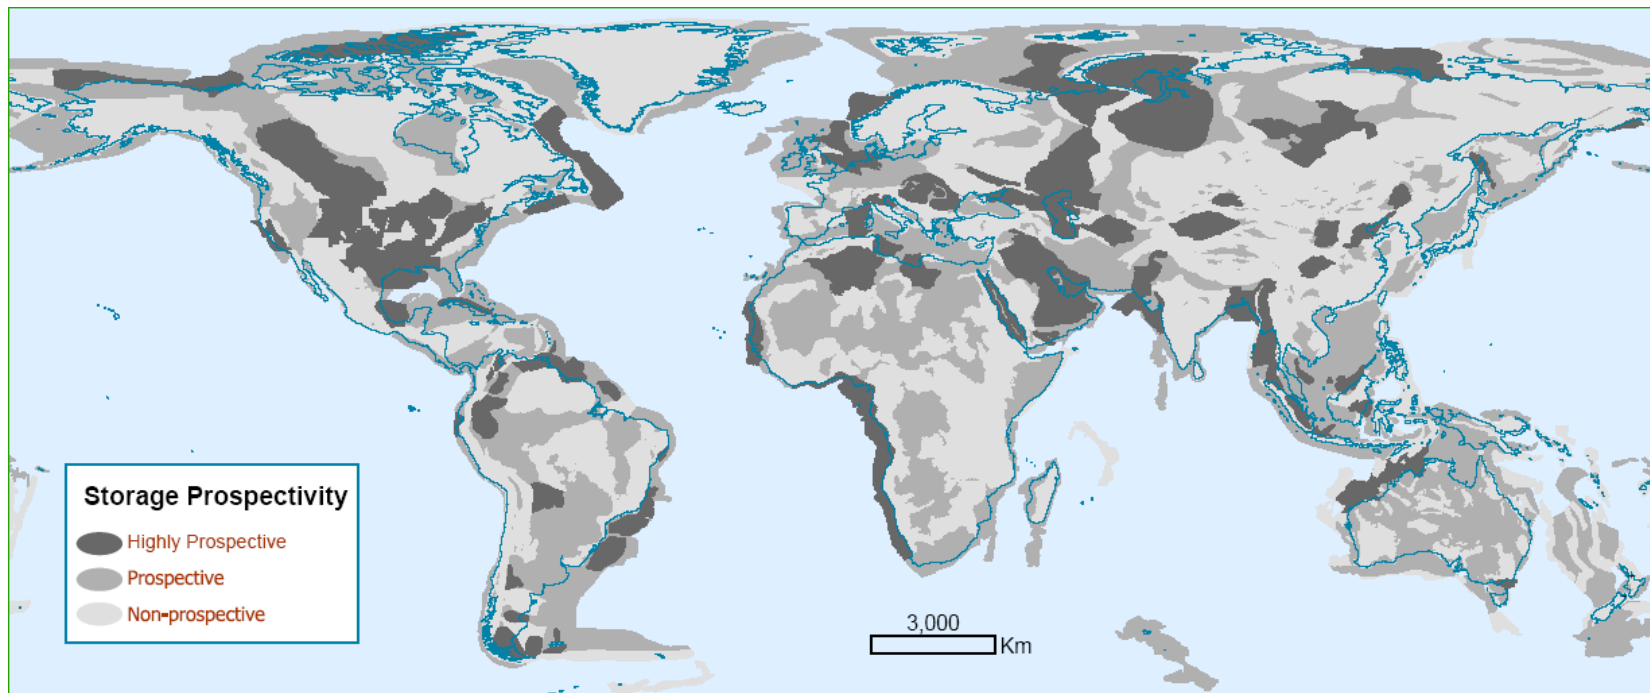 Storage Prospectivity
Highly Prospective
Prospective
Non-prospective
3,000
Km